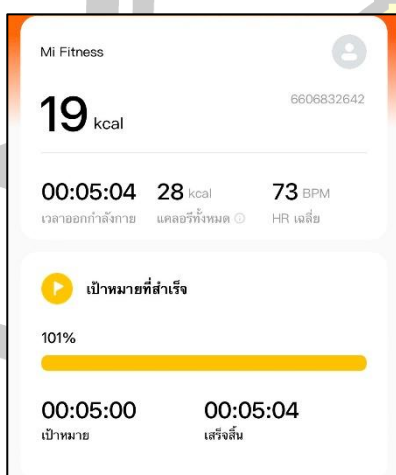 Mi Fitness
19 kcal
6606832642
00:05:04 28 kcal 73 BPM
เวลาออกกำลังกาย แคลอรีทั้งหมด HR เฉลี่ย
เป้าหมายที่สำเร็จ
101%
00:05:00 00:05:04
เป้าหมาย เสร็จสิ้น